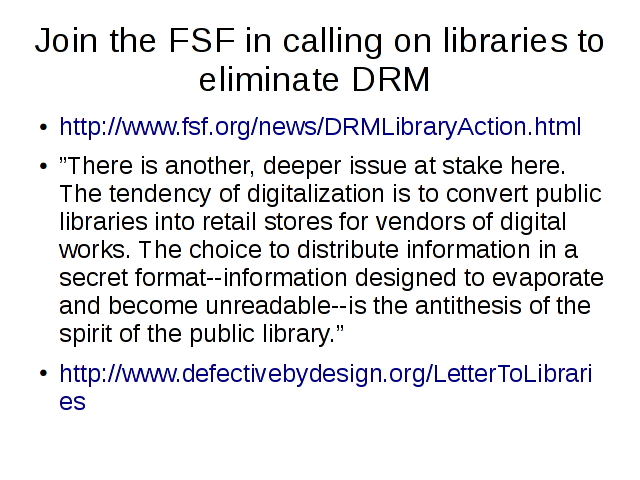 Join the FSF in calling on libraries to
eliminate DRM
• http://www.fsf.org/news/DRMLibraryAction.html
• ”There is another, deeper issue at stake here.
The tendency of digitalization is to convert public
libraries into retail stores for vendors of digital
works. The choice to distribute information in a
secret format--information designed to evaporate
and become unreadable--is the antithesis of the
spirit of the public library.”
• http://www.defectivebydesign.org/LetterToLibrari
es